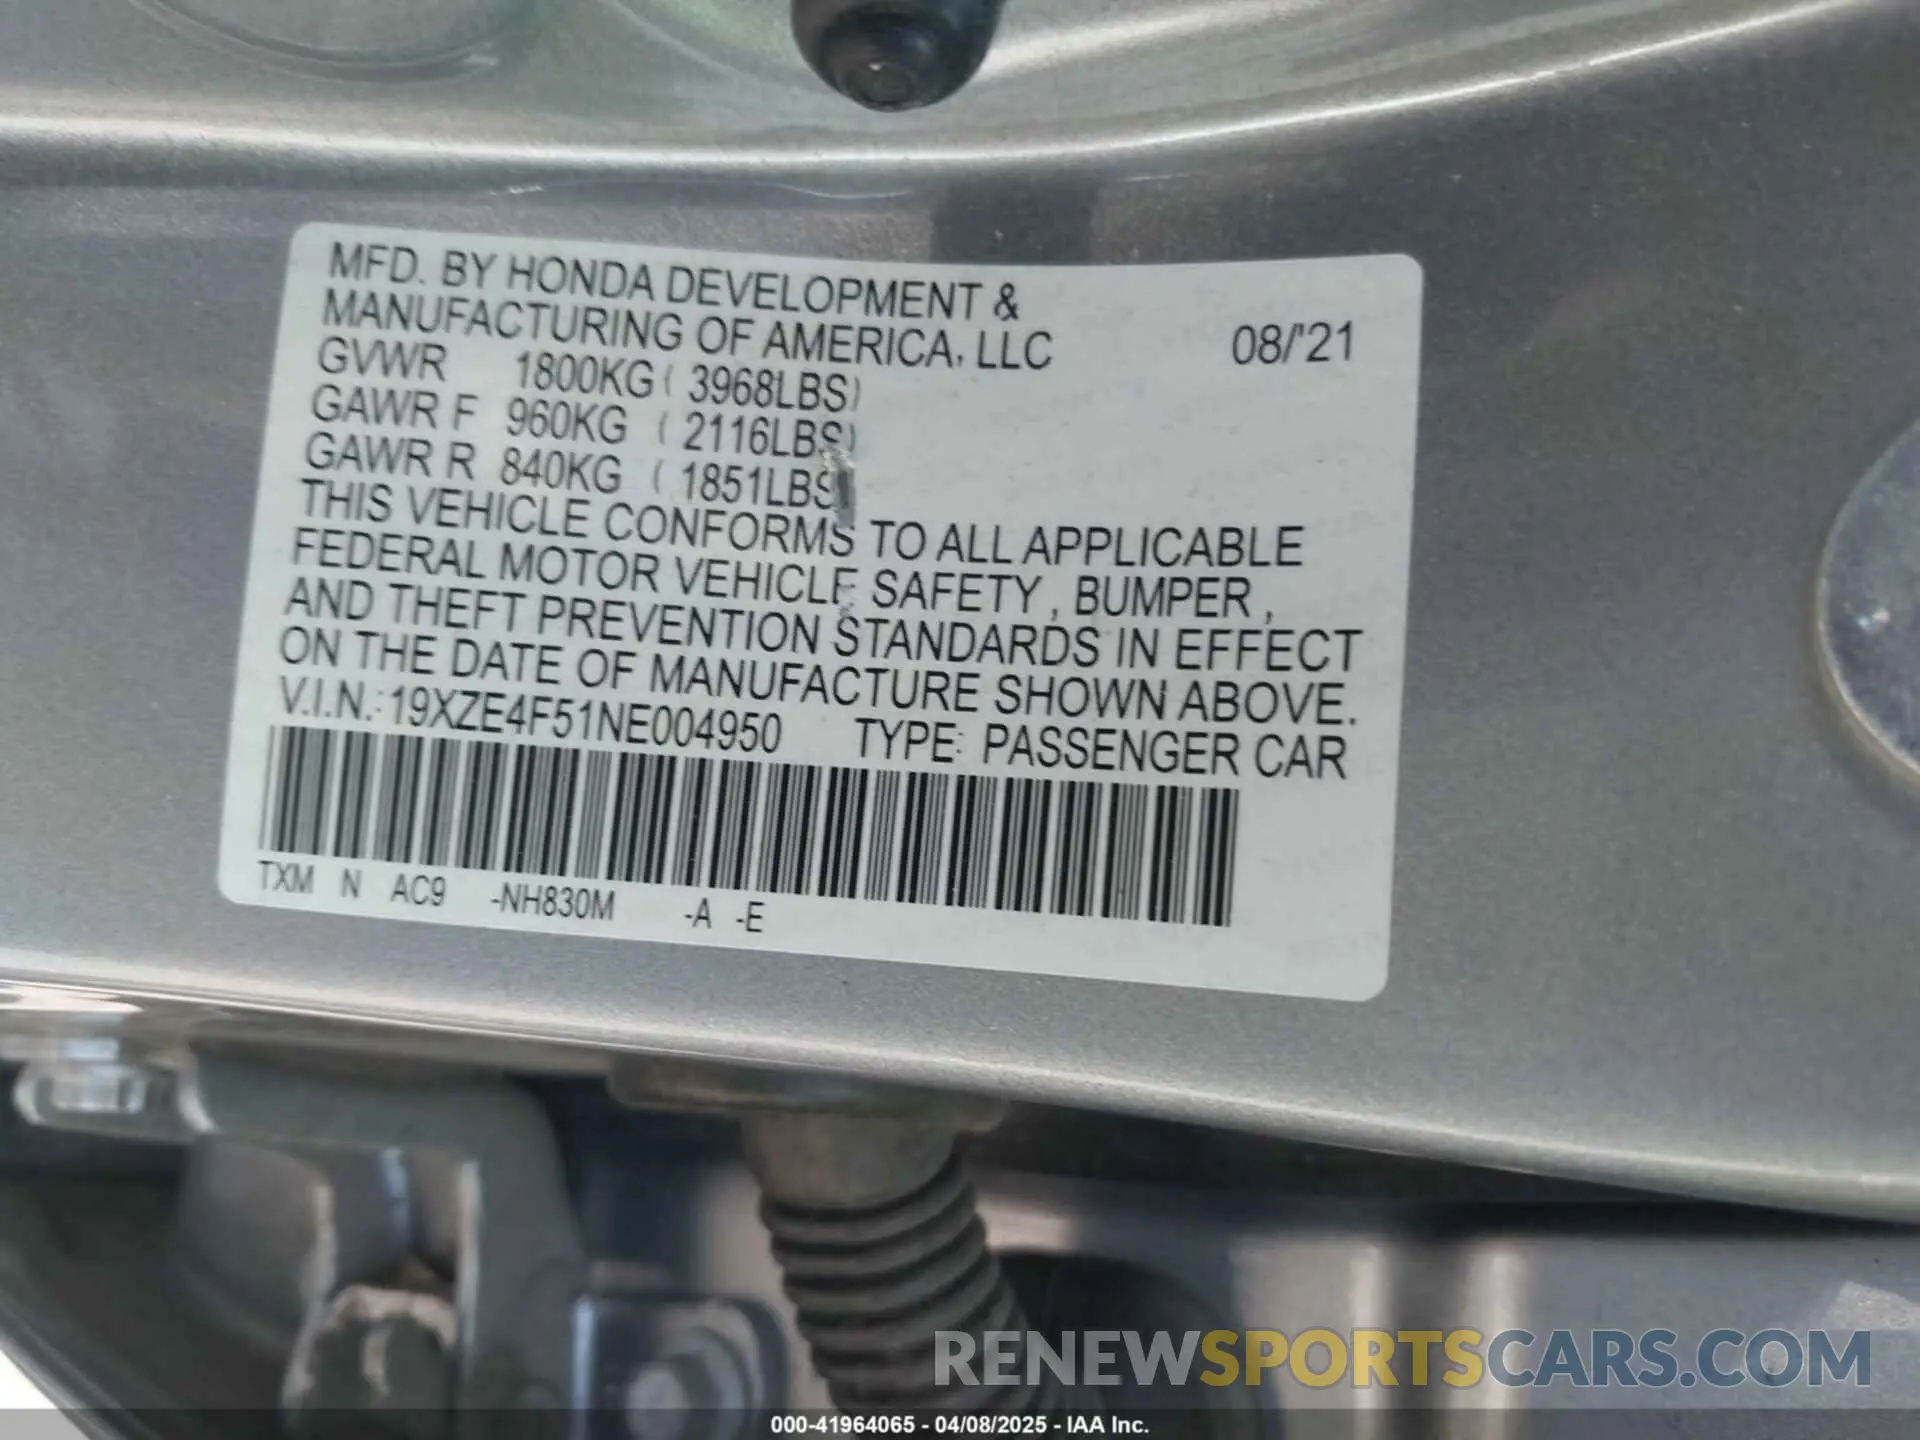 MFD. BY HONDA DEVELOPMENT &
MANUFACTURING OF AMERICA, LLC 08/'21
GVWR 1800KG ( 3968LBS)
GAWR F 960KG ( 2116LBS)
GAWR R 840KG ( 1851LBS
THIS VEHICLE CONFORMS TO ALL APPLICABLE
FEDERAL MOTOR VEHICLE SAFETY , BUMPER ,
AND THEFT PREVENTION STANDARDS IN EFFECT
ON THE DATE OF MANUFACTURE SHOWN ABOVE.
V.I.N.: 19XZE4F51NE004950 TYPE: PASSENGER CAR
TXM N AC9 -NH830M -A -E
RENEWSPORTSCARS.COM
000-41964065 - 04/08/2025 - IAA Inc.